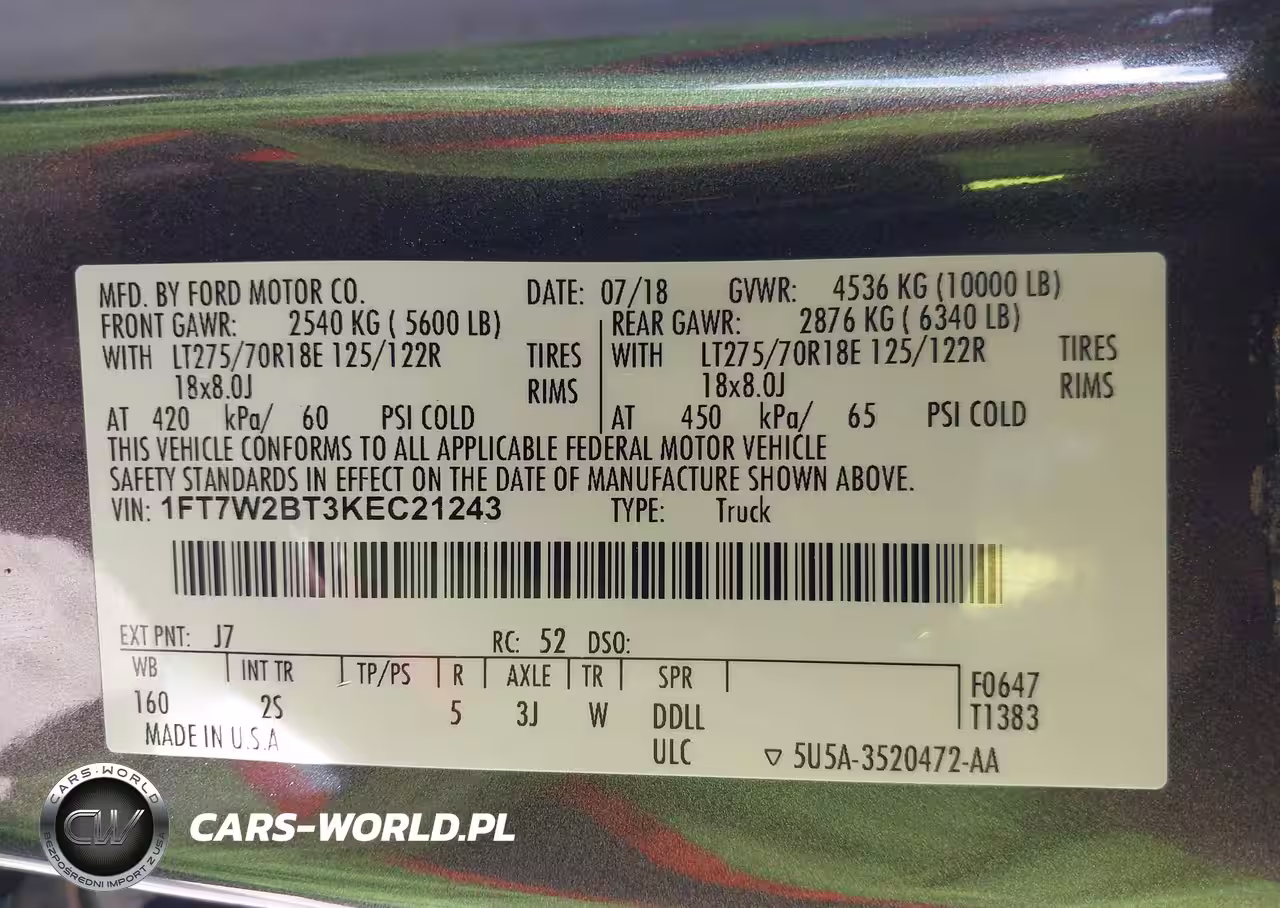 MFD. BY FORD MOTOR CO. DATE: 07/18 GVWR: 4536 KG (10000 LB)
FRONT GAWR: 2540 KG ( 5600 LB) REAR GAWR: 2876 KG ( 6340 LB)
WITH LT275/70R18E 125/122R TIRES WITH LT275/70R18E 125/122R TIRES
18x8.0J RIMS 18x8.0J RIMS
AT 420 kPa/ 60 PSI COLD AT 450 kPa/ 65 PSI COLD
THIS VEHICLE CONFORMS TO ALL APPLICABLE FEDERAL MOTOR VEHICLE
SAFETY STANDARDS IN EFFECT ON THE DATE OF MANUFACTURE SHOWN ABOVE.
VIN: 1FT7W2BT3KEC21243 TYPE: Truck
EXT PNT: J7 RC: 52 DSO:
WB INT TR TP/PS R AXLE TR SPR F0647
160 2S 5 3J W DDLL T1383
MADE IN U.S.A ULC ▽ 5U5A-3520472-AA
CARS-WORLD
CW
BEZPOŚREDNI IMPORT Z USA
CARS-WORLD.PL